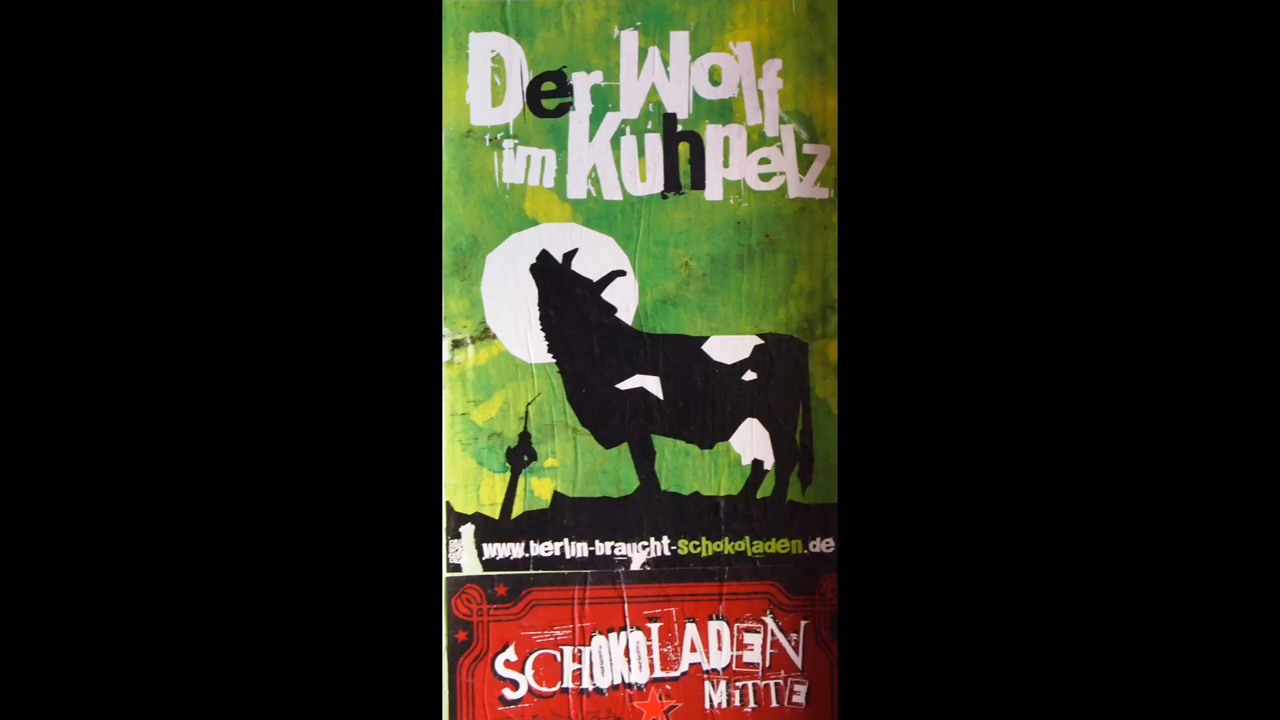 Der Wolf
im Kuhpelz
www.berlin-braucht-schokoladen.de
SCHOKOLADEN
MiTTE